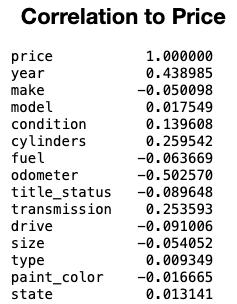 Correlation to Price
price 1.000000
year 0.438985
make -0.050098
model 0.017549
condition 0.139608
cylinders 0.259542
fuel -0.063669
odometer -0.502570
title_status -0.089648
transmission 0.253593
drive -0.091006
size -0.054052
type 0.009349
paint_color -0.016665
state 0.013141